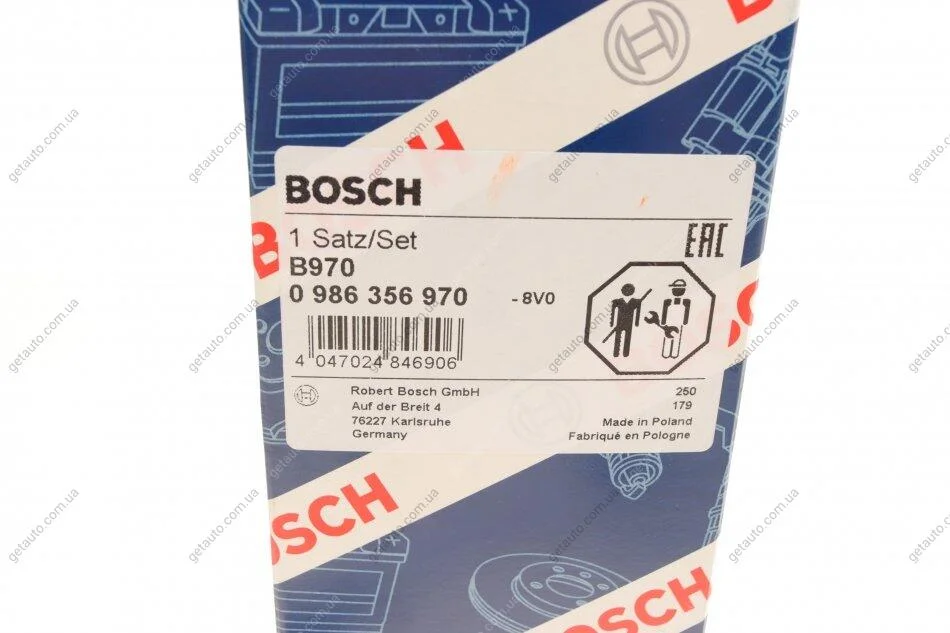 BOSCH
1 Satz/Set
B970
0 986 356 970 - 8V0
EAC
4 047024 846906
Robert Bosch GmbH
Auf der Breit 4
76227 Karlsruhe
Germany
250
179
Made in Poland
Fabriqué en Pologne
BOSCH
OSCH
getauto.com.ua